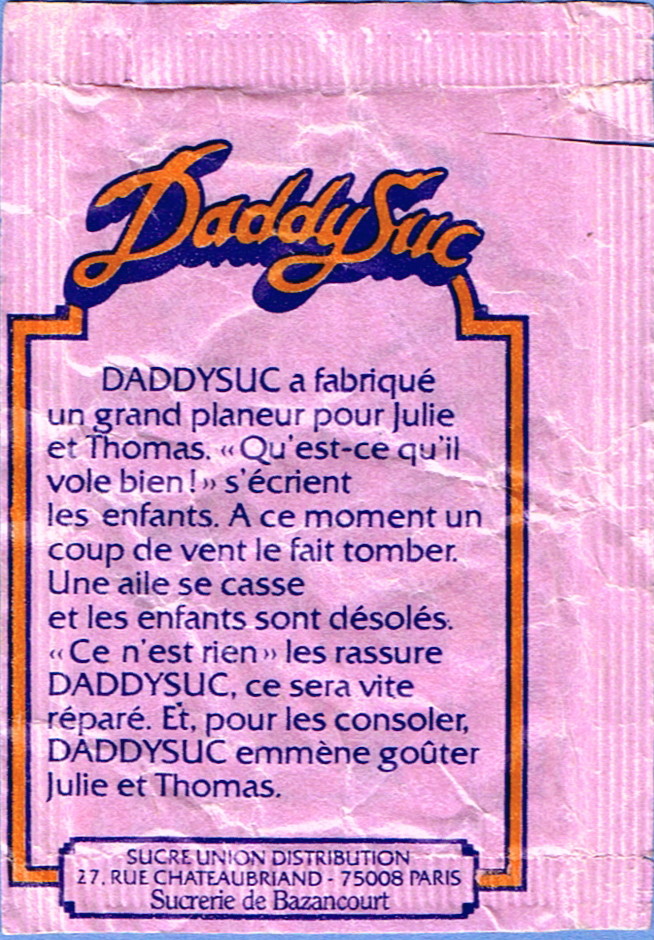 DaddySuc
DADDYSUC a fabriqué
un grand planeur pour Julie
et Thomas. «Qu'est-ce qu'il
vole bien!» s'écrient
les enfants. A ce moment un
coup de vent le fait tomber.
Une aile se casse
et les enfants sont désolés.
«Ce n'est rien» les rassure
DADDYSUC, ce sera vite
réparé. Et, pour les consoler,
DADDYSUC emmène goûter
Julie et Thomas.
SUCRE UNION DISTRIBUTION
27, RUE CHATEAUBRIAND - 75008 PARIS
Sucrerie de Bazancourt